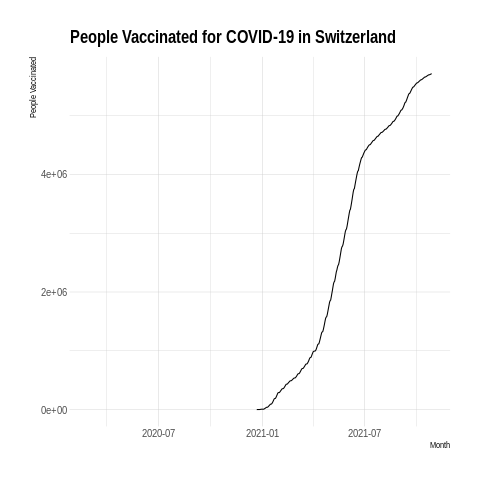 People Vaccinated for COVID-19 in Switzerland
People Vaccinated
4e+06
2e+06
0e+00
2020-07
2021-01
2021-07
Month